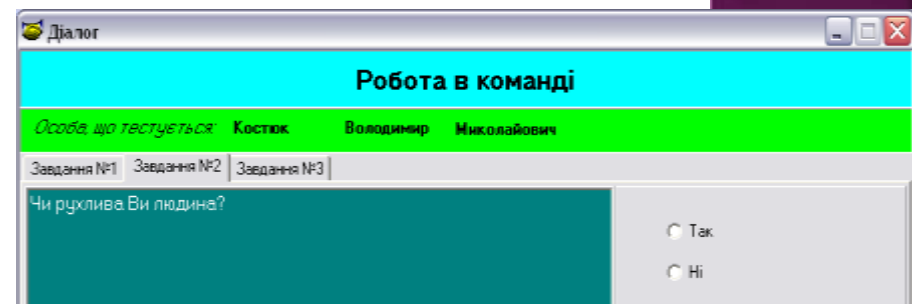 Діалог
Робота в команді
Особа, що тестується: Костюк Володимир Миколайович
Завдання №1 Завдання №2 Завдання №3
Чи рухлива Ви людина?
Так
Ні